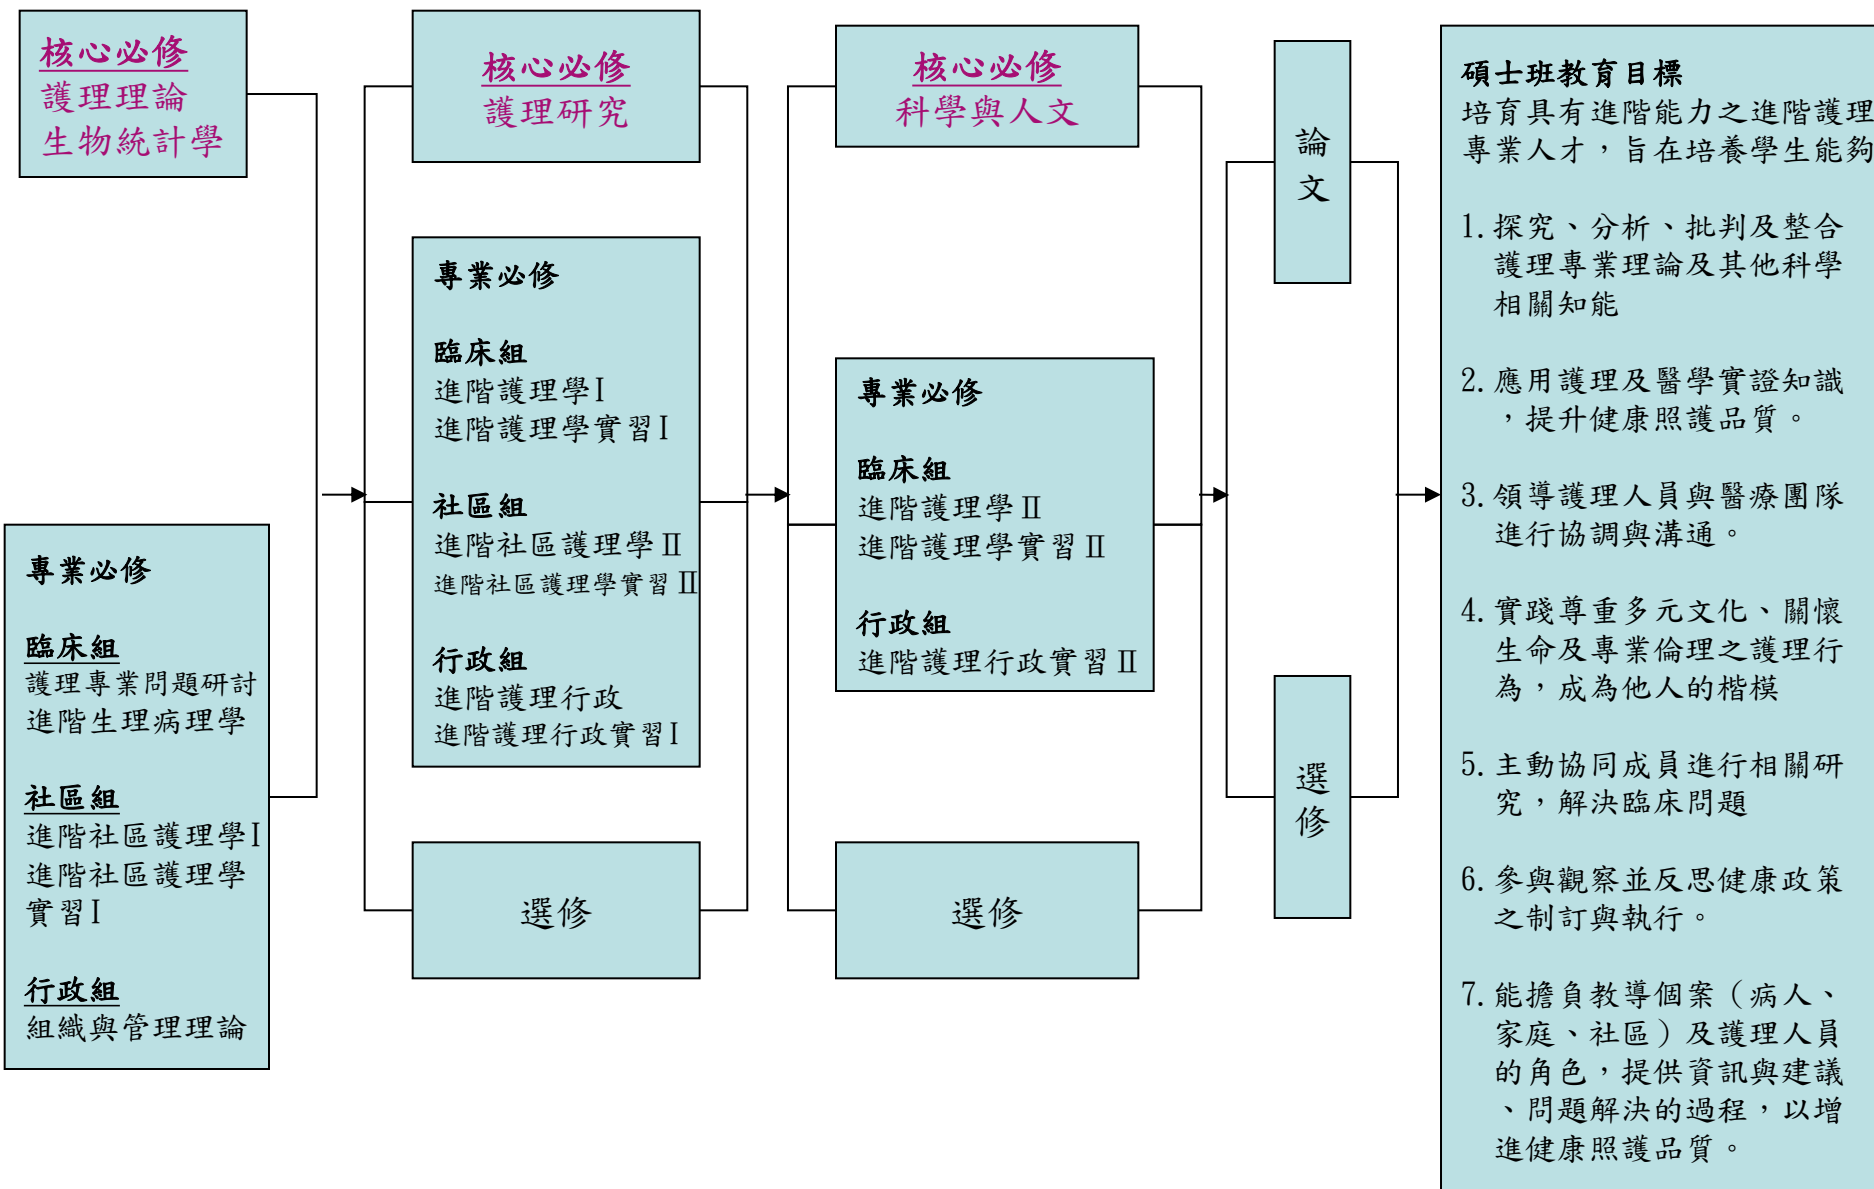 核心必修
護理理論
生物統計學
專業必修
臨床組
護理專業問題研討
進階生理病理學
社區組
進階社區護理學I
進階社區護理學
實習I
行政組
組織與管理理論
核心必修
護理研究
專業必修
臨床組
進階護理學I
進階護理學實習I
社區組
進階社區護理學Ⅱ
進階社區護理學實習Ⅱ
行政組
進階護理行政
進階護理行政實習I
選修
核心必修
科學與人文
專業必修
臨床組
進階護理學Ⅱ
進階護理學實習Ⅱ
行政組
進階護理行政實習Ⅱ
選修
論
文
選
修
碩士班教育目標
培育具有進階能力之進階護理
專業人才，旨在培養學生能夠
1.探究、分析、批判及整合
護理專業理論及其他科學
相關知能
2.應用護理及醫學實證知識
，提升健康照護品質。
3.領導護理人員與醫療團隊
進行協調與溝通。
4.實踐尊重多元文化、關懷
生命及專業倫理之護理行
為，成為他人的楷模
5.主動協同成員進行相關研
究，解決臨床問題
6.參與觀察並反思健康政策
之制訂與執行。
7.能擔負教導個案（病人、
家庭、社區）及護理人員
的角色，提供資訊與建議
、問題解決的過程，以增
進健康照護品質。